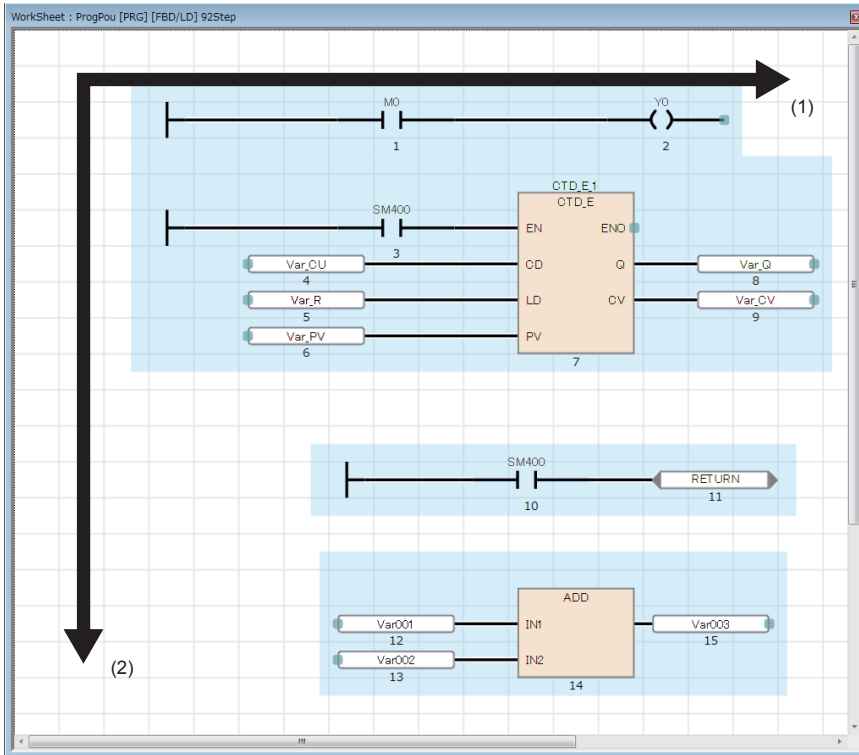 WorkSheet : ProgPou [PRG] [FBD/LD] 92Step
(1)
M0
1
Y0
2
CTD_E_1
CTD_E
SM400
3
EN
ENO
Var_CU
4
CD
Q
Var_Q
8
Var_R
5
LD
CV
Var_CV
9
Var_PV
6
PV
7
SM400
10
RETURN
11
ADD
Var001
12
IN1
Var003
15
Var002
13
IN2
14
(2)